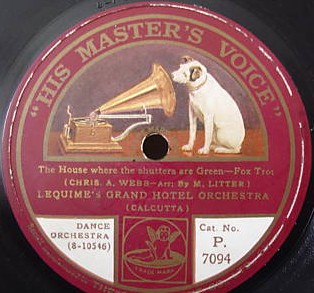 "HIS MASTER'S VOICE"
The House where the shutters are Green—Fox Trot
(CHRIS. A. WEBB—Arr: By M. LITTER)
LEQUIME'S GRAND HOTEL ORCHESTRA
(CALCUTTA)
DANCE
ORCHESTRA
(8-10546)
Cat. No.
P.
7094
TRADE MARK